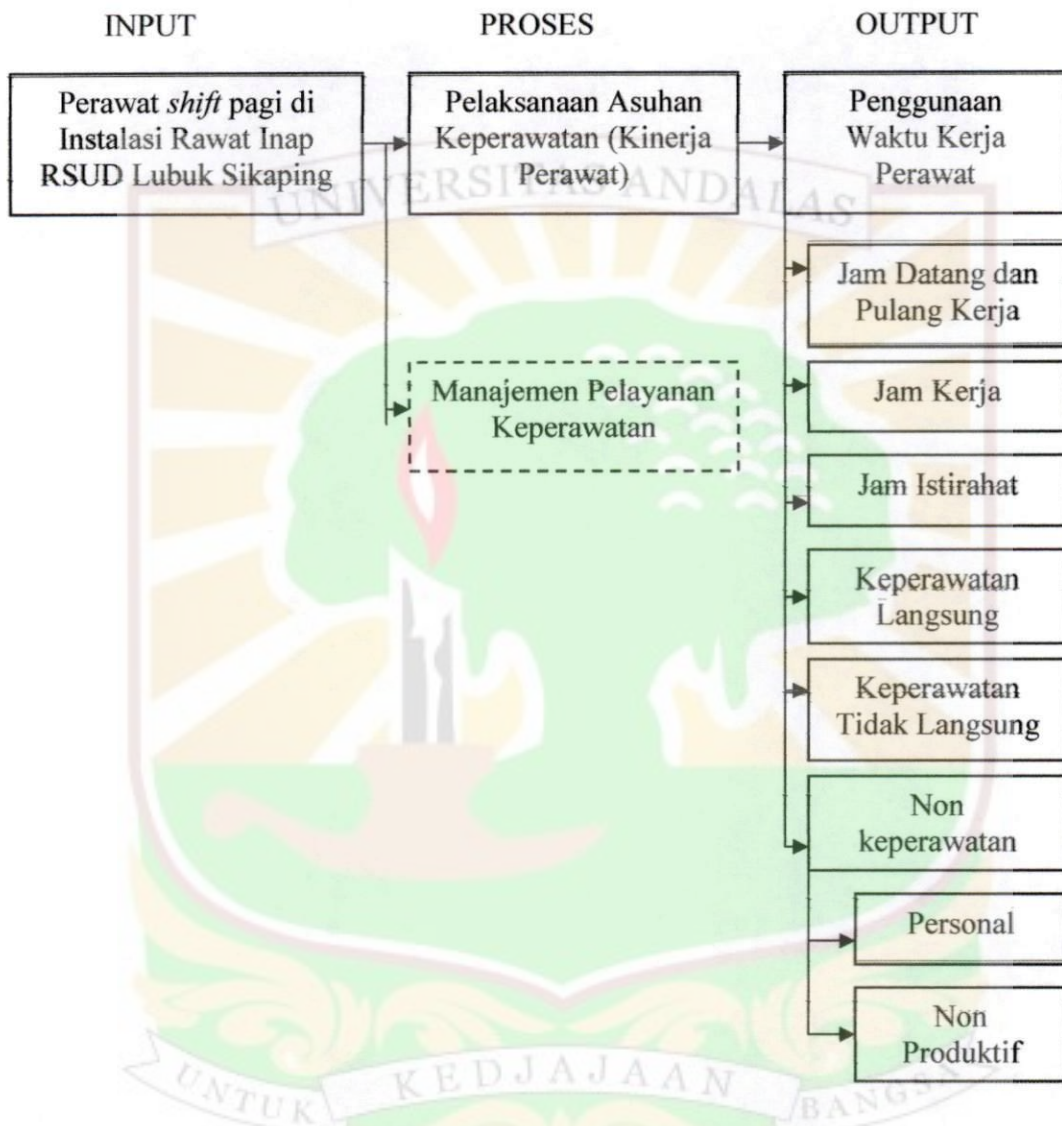 INPUT
PROSES
OUTPUT
Perawat shift pagi di
Instalasi Rawat Inap
RSUD Lubuk Sikaping
Pelaksanaan Asuhan
Keperawatan (Kinerja
Perawat)
Penggunaan
Waktu Kerja
Perawat
UNIVERSITAS ANDALAS
Jam Datang dan
Pulang Kerja
Manajemen Pelayanan
Keperawatan
Jam Kerja
Jam Istirahat
Keperawatan
Langsung
Keperawatan
Tidak Langsung
Non
keperawatan
Personal
Non
Produktif
UNTUK KEDJAJAAN BANGSA